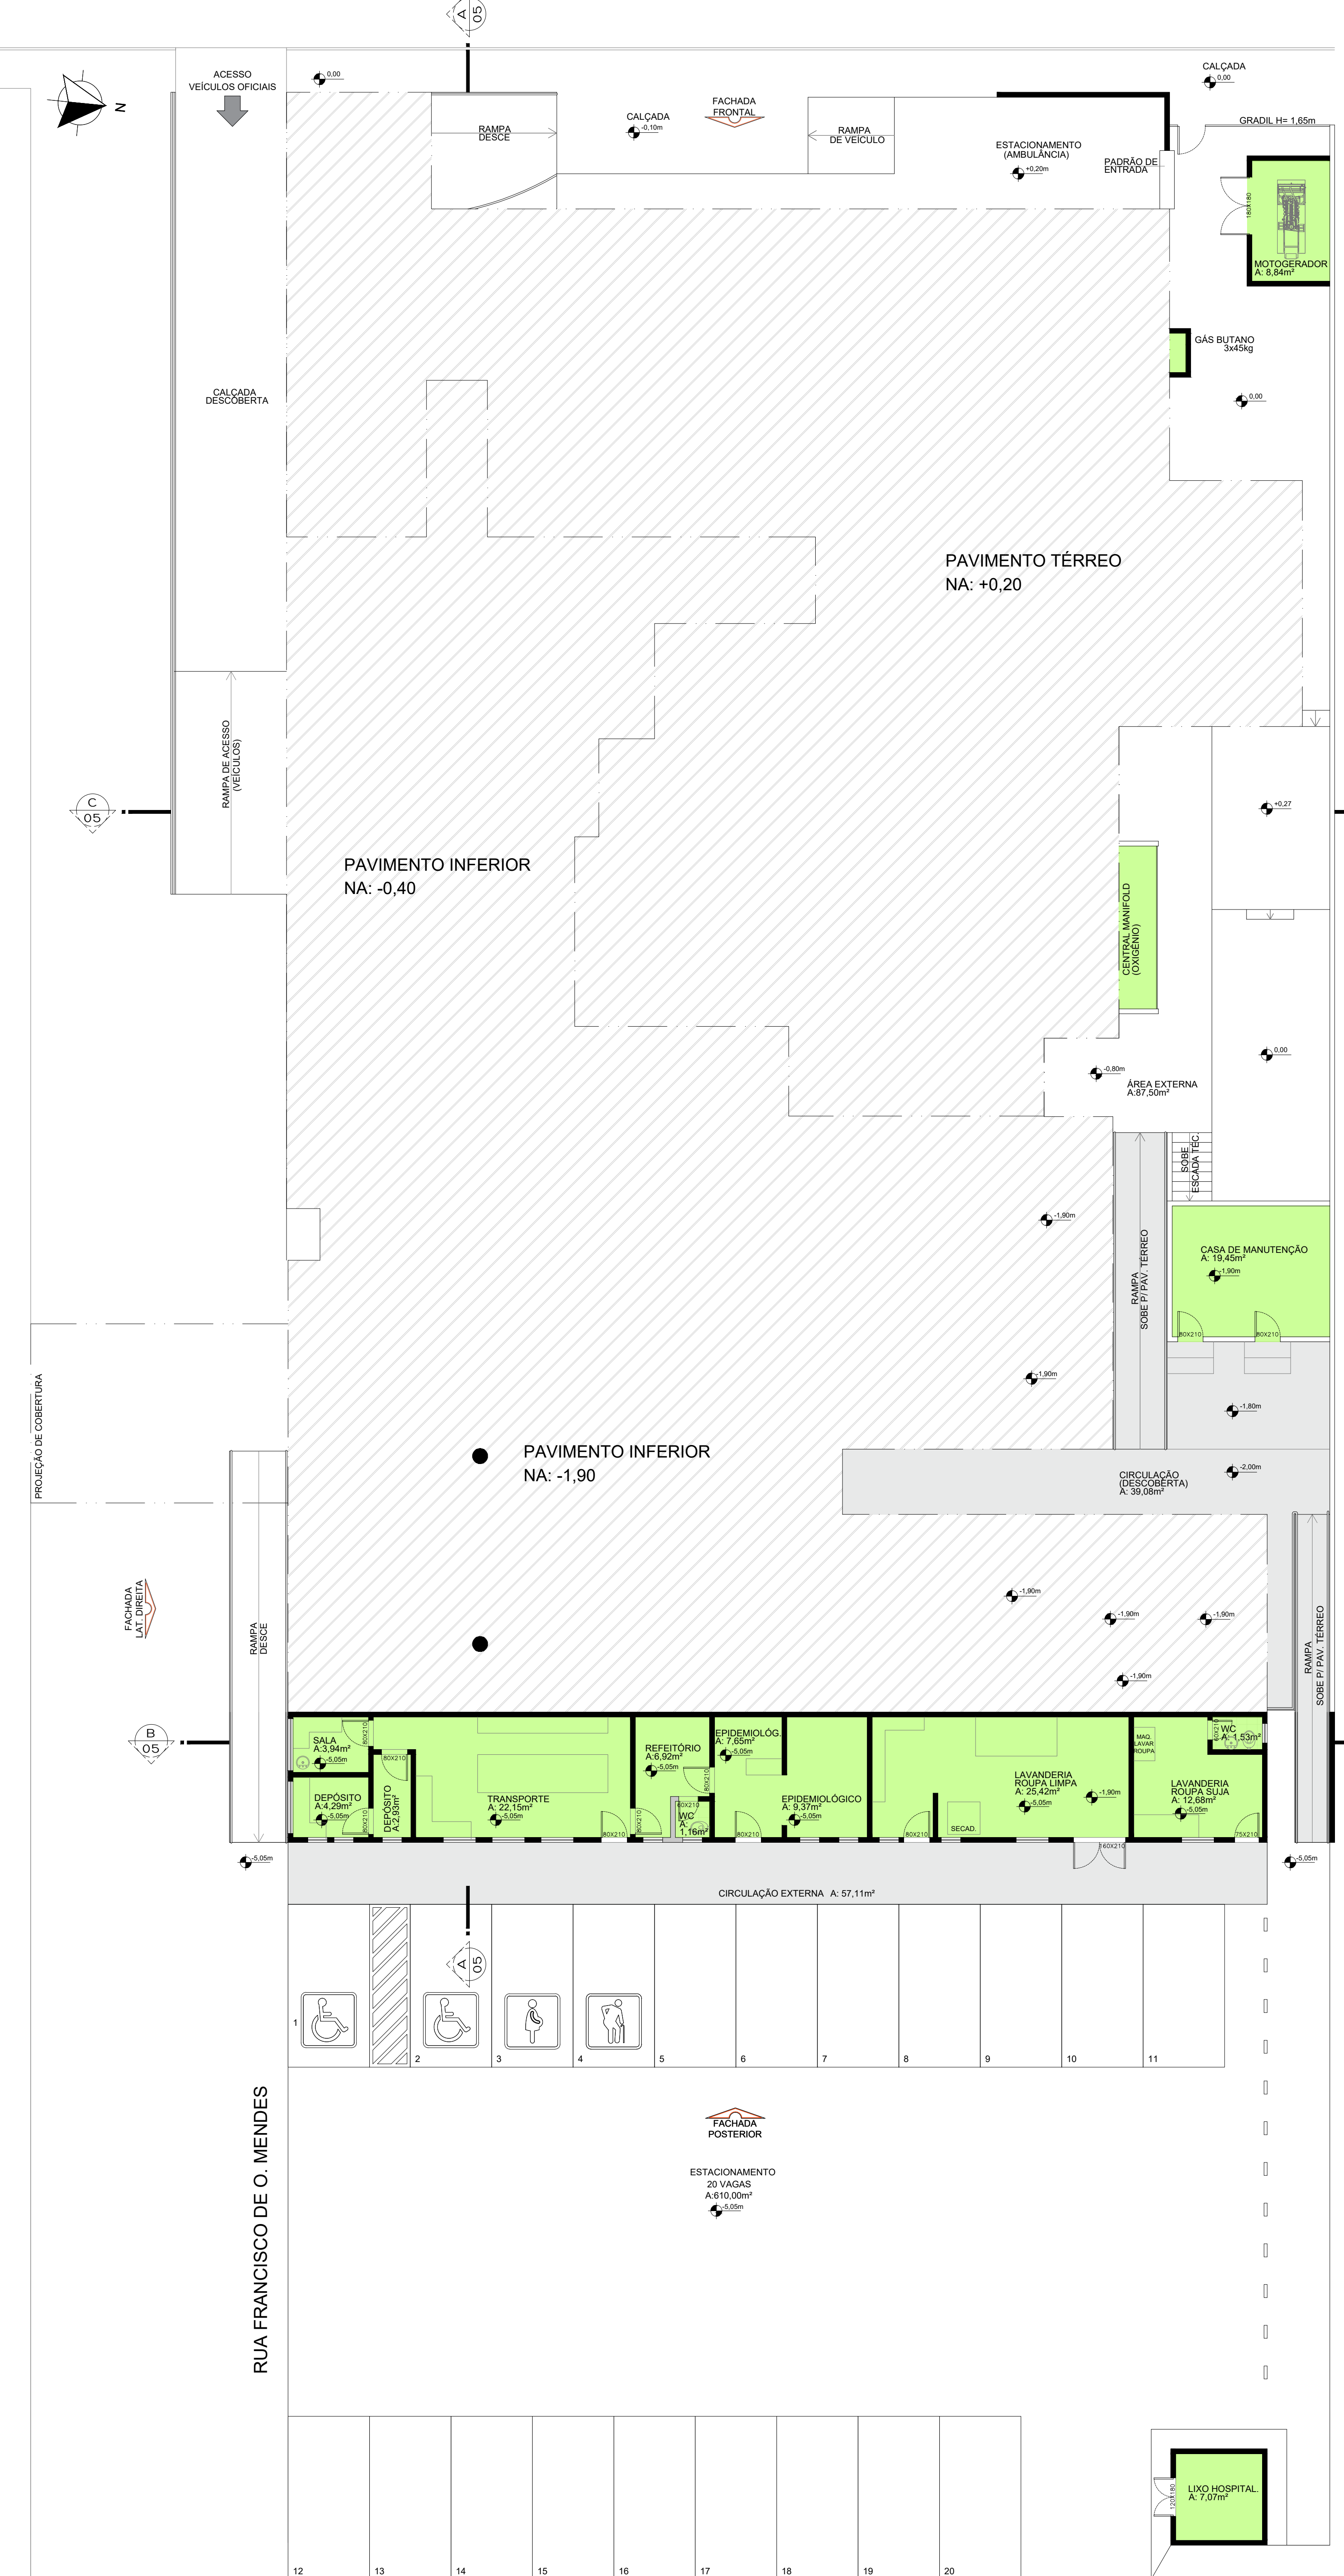 A
05
ACESSO
VEÍCULOS OFICIAIS
N
0,00
CALÇADA
-0,10m
FACHADA
FRONTAL
CALÇADA
0,00
GRADIL H= 1,65m
RAMPA
DESCE
RAMPA
DE VEÍCULO
ESTACIONAMENTO
(AMBULÂNCIA)
+0,20m
PADRÃO DE
ENTRADA
180X180
MOTOGERADOR
A: 8,84m²
GÁS BUTANO
3x45kg
0,00
CALÇADA
DESCOBERTA
PAVIMENTO TÉRREO
NA: +0,20
RAMPA DE ACESSO
(VEÍCULOS)
C
05
+0,27
PAVIMENTO INFERIOR
NA: -0,40
CENTRAL MANIFOLD
(OXIGÊNIO)
0,00
-0,80m
ÁREA EXTERNA
A:87,50m²
SOBE
ESCADA TÉC.
-1,90m
RAMPA
SOBE P/ PAV. TÉRREO
CASA DE MANUTENÇÃO
A: 19,45m²
-1,90m
80X210
80X210
-1,90m
PROJEÇÃO DE COBERTURA
-1,80m
PAVIMENTO INFERIOR
NA: -1,90
CIRCULAÇÃO
(DESCOBERTA)
A: 39,08m²
-2,00m
FACHADA
LAT. DIREITA
RAMPA
DESCE
-1,90m
-1,90m
-1,90m
-1,90m
RAMPA
SOBE P/ PAV. TÉRREO
B
05
SALA
A:3,94m²
-5,05m
80X210
DEPÓSITO
A:4,29m²
-5,05m
80X210
80X210
DEPÓSITO
A:2,93m²
TRANSPORTE
A: 22,15m²
-5,05m
80X210
REFEITÓRIO
A:6,92m²
-5,05m
80X210
80X210
60X210
WC
A:
1,16m²
EPIDEMIOLÓG.
A: 7,65m²
-5,05m
80X210
EPIDEMIOLÓGICO
A: 9,37m²
-5,05m
80X210
SECAD.
LAVANDERIA
ROUPA LIMPA
A: 25,42m²
-5,05m
-1,90m
160X210
MAQ.
LAVAR
ROUPA
60X210
WC
A: 1,53m²
LAVANDERIA
ROUPA SUJA
A: 12,68m²
-5,05m
75X210
-5,05m
-5,05m
CIRCULAÇÃO EXTERNA A: 57,11m²
A
05
1
2
3
4
5
6
7
8
9
10
11
RUA FRANCISCO DE O. MENDES
FACHADA
POSTERIOR
ESTACIONAMENTO
20 VAGAS
A:610,00m²
-5,05m
120X180
LIXO HOSPITAL.
A: 7,07m²
12
13
14
15
16
17
18
19
20